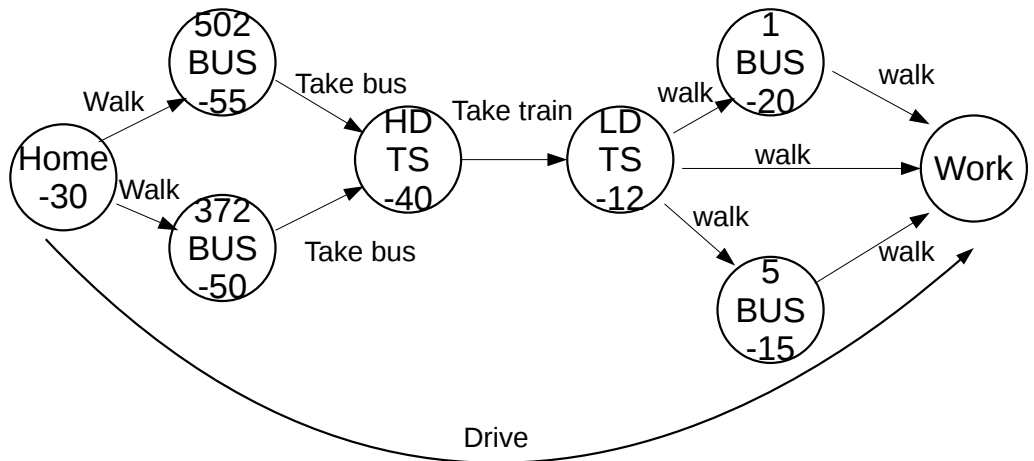 502
BUS
-55
Walk
Take bus
Home
-30
Walk
372
BUS
-50
Take bus
HD
TS
-40
Take train
LD
TS
-12
walk
1
BUS
-20
walk
walk
Work
walk
5
BUS
-15
walk
Drive